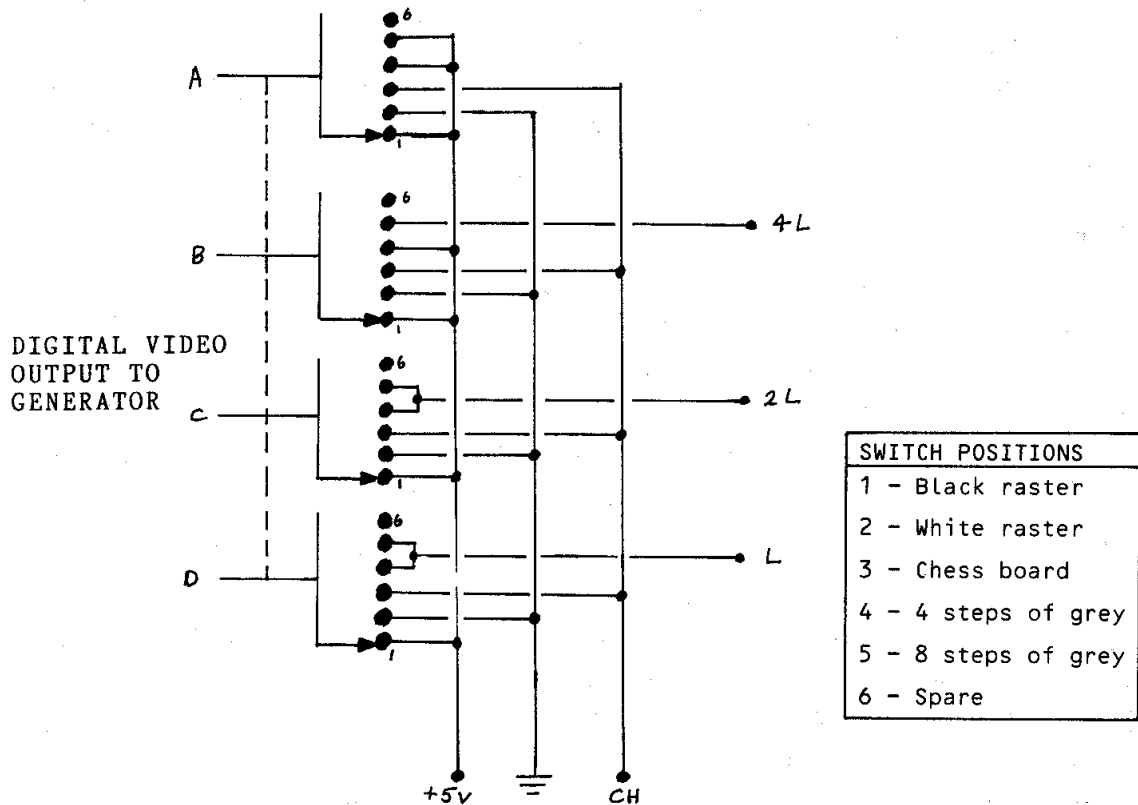 6
A
1
6
4L
B
1
DIGITAL VIDEO
OUTPUT TO
GENERATOR
6
2L
C
1
SWITCH POSITIONS
1 - Black raster
2 - White raster
3 - Chess board
4 - 4 steps of grey
5 - 8 steps of grey
6 - Spare
6
L
D
1
+5V
CH